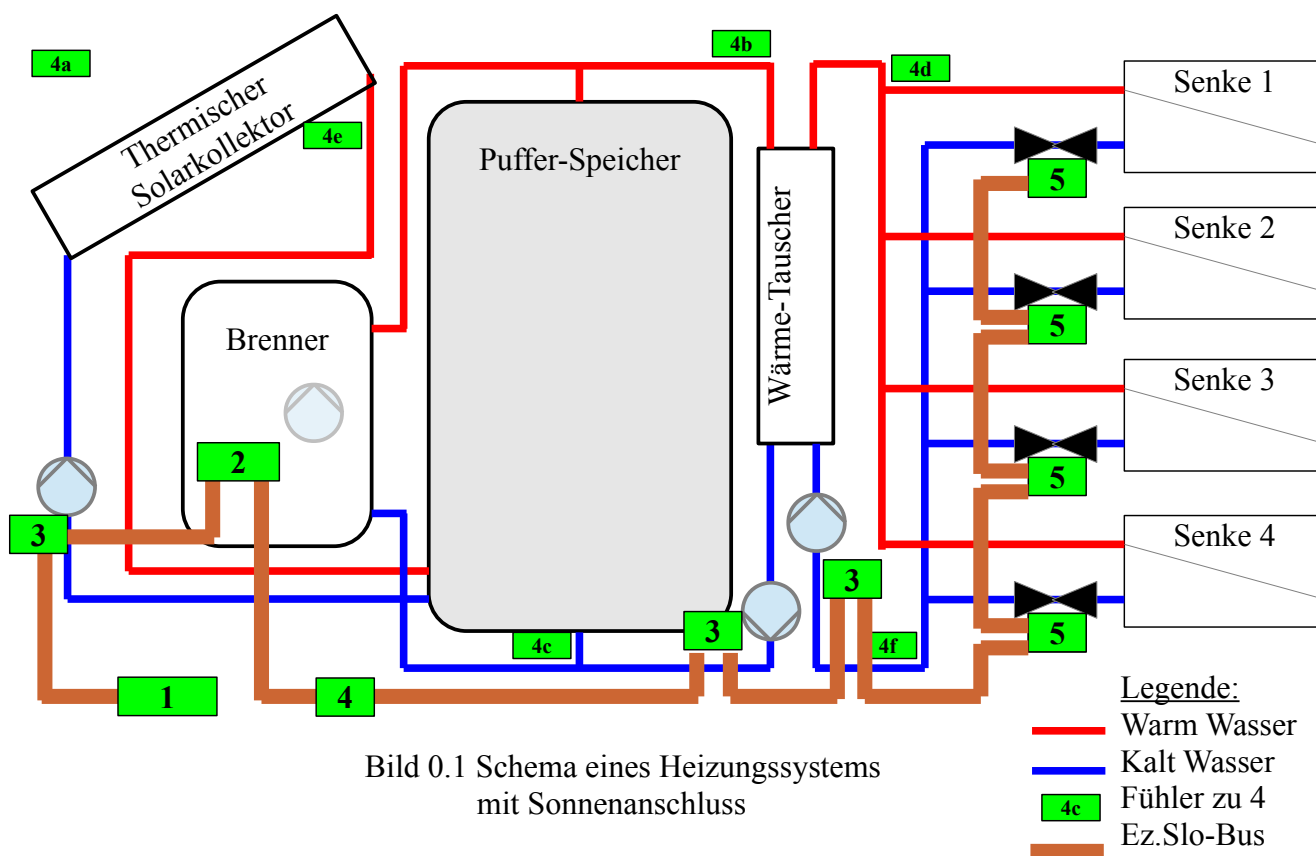 4a
4b
4d
Senke 1
Thermischer
Solarkollektor
4e
Puffer-Speicher
5
Wärme-Tauscher
Senke 2
Brenner
5
Senke 3
2
5
3
Senke 4
3
3
5
4c
4f
1
4
Legende:
Warm Wasser
Kalt Wasser
4c Fühler zu 4
Ez.Slo-Bus
Bild 0.1 Schema eines Heizungssystems
mit Sonnenanschluss